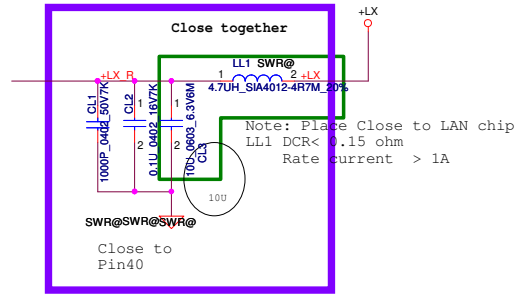 +LX
Close together
LL1 SWR@
+LX_R
1
2
+LX
4.7UH_SIA4012-4R7M_20%
CL1
1000P_0402_50V7K
CL2
1
2
0.1U_0402_16V7K
1
2
10U_0603_6.3V6M
CL3
Note: Place Close to LAN chip
LL1 DCR< 0.15 ohm
Rate current > 1A
10U
SWR@SWR@SWR@
Close to
Pin40